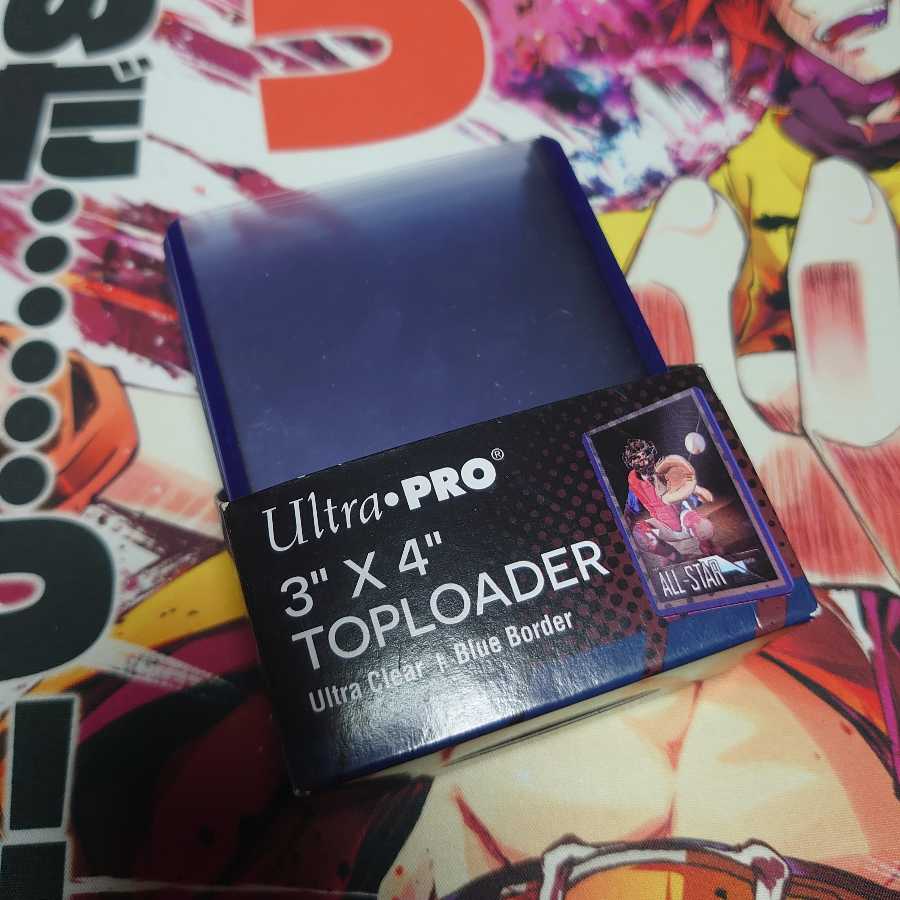 Ultra•PRO®
3" X 4"
TOPLOADER
Ultra Clear
Blue Border
ALL-STAR